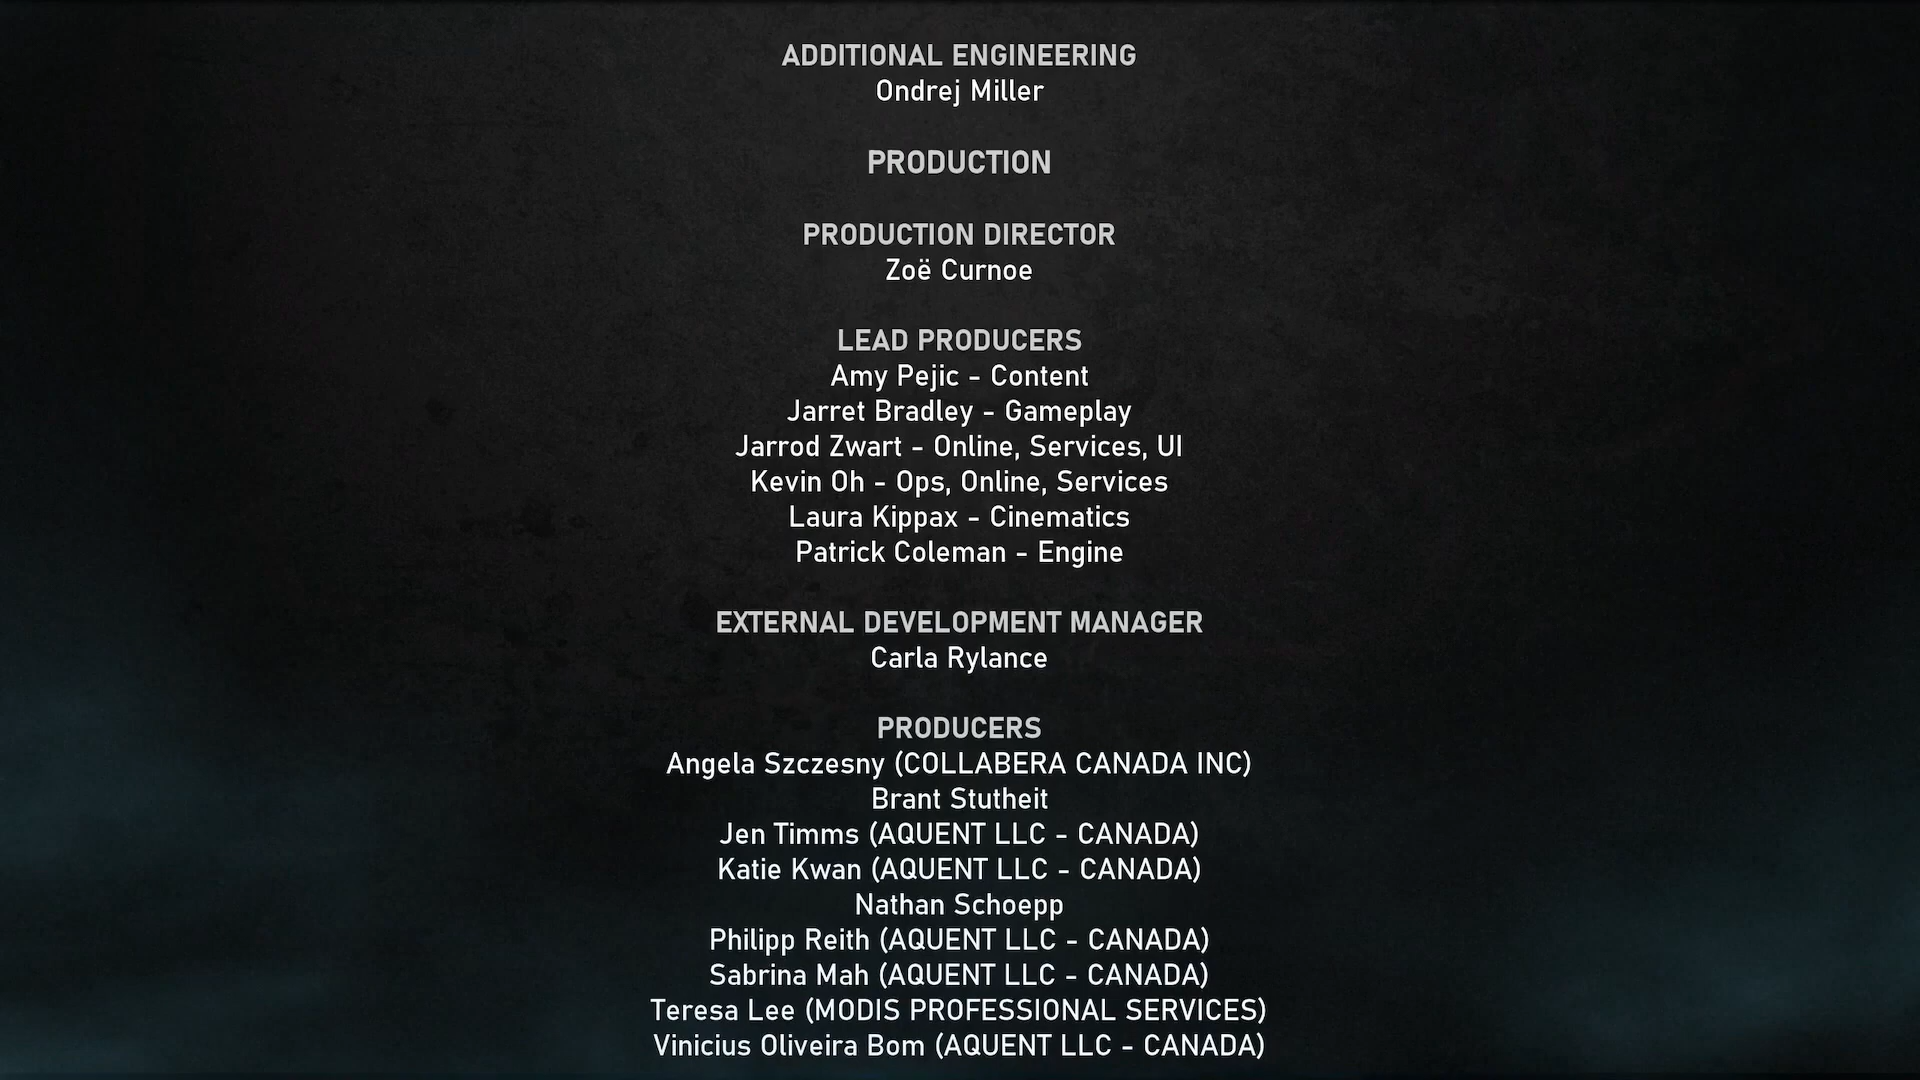 ADDITIONAL ENGINEERING
Ondrej Miller
PRODUCTION
PRODUCTION DIRECTOR
Zoë Curnoe
LEAD PRODUCERS
Amy Pejic - Content
Jarret Bradley - Gameplay
Jarrod Zwart - Online, Services, UI
Kevin Oh - Ops, Online, Services
Laura Kippax - Cinematics
Patrick Coleman - Engine
EXTERNAL DEVELOPMENT MANAGER
Carla Rylance
PRODUCERS
Angela Szczesny (COLLABERA CANADA INC)
Brant Stutheit
Jen Timms (AQUENT LLC - CANADA)
Katie Kwan (AQUENT LLC - CANADA)
Nathan Schoepp
Philipp Reith (AQUENT LLC - CANADA)
Sabrina Mah (AQUENT LLC - CANADA)
Teresa Lee (MODIS PROFESSIONAL SERVICES)
Vinicius Oliveira Bom (AQUENT LLC - CANADA)